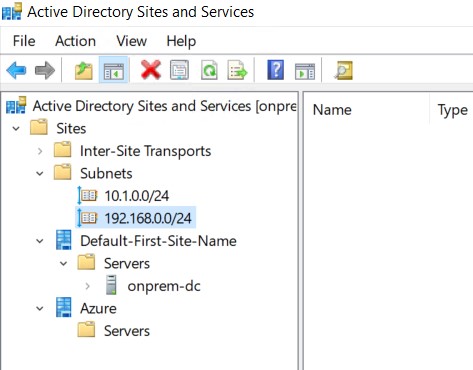 Active Directory Sites and Services
File Action View Help
Active Directory Sites and Services [onpre
Name Type
Sites
Inter-Site Transports
Subnets
10.1.0.0/24
192.168.0.0/24
Default-First-Site-Name
Servers
onprem-dc
Azure
Servers